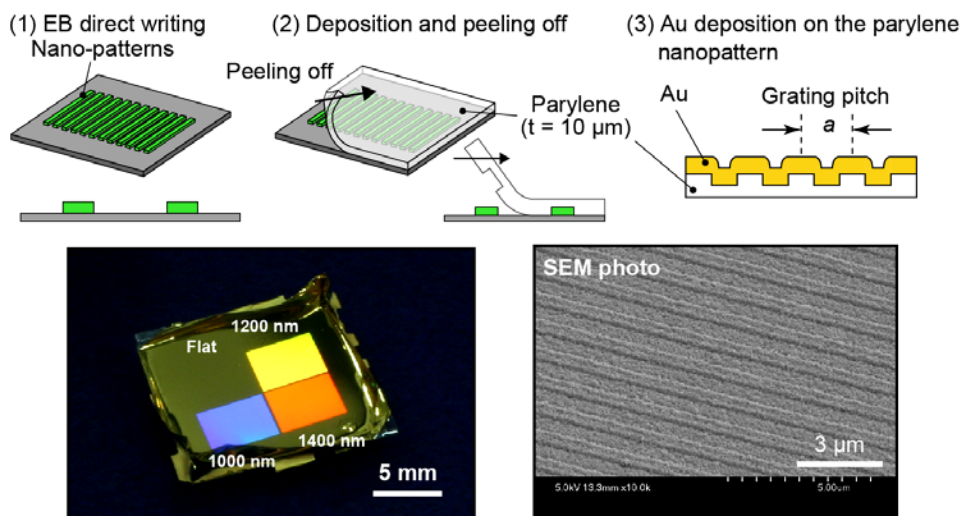 (1) EB direct writing
Nano-patterns
(2) Deposition and peeling off
Peeling off
Parylene
(t = 10 μm)
(3) Au deposition on the parylene
nanopattern
Au
Grating pitch
a
1200 nm
Flat
1400 nm
1000 nm
5 mm
SEM photo
3 μm
5.0kV 13.3mm x10.0k
5.00um